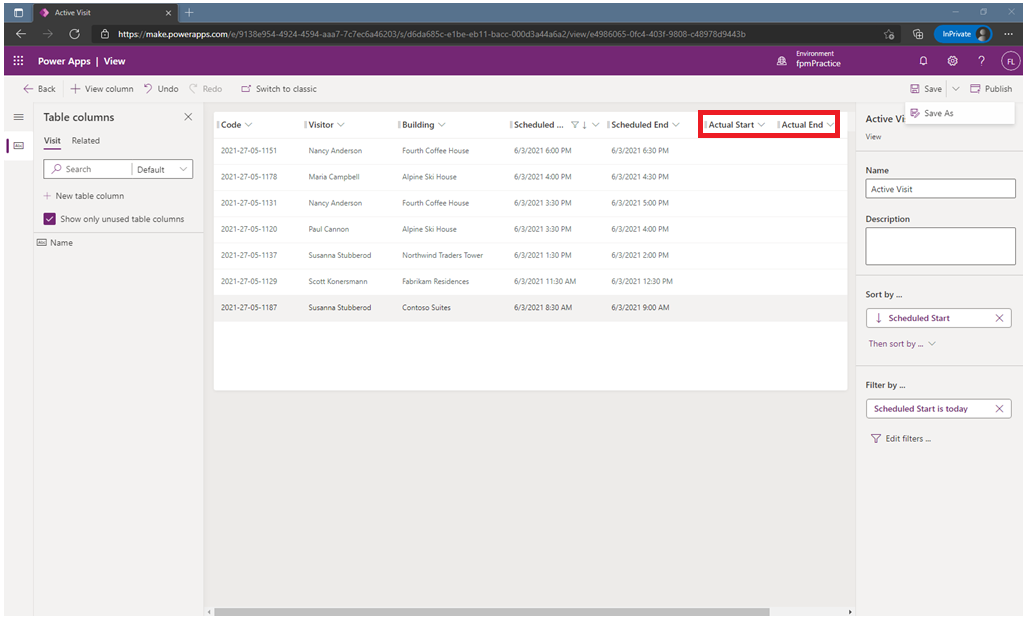 Active Visit
https://make.powerapps.com/e/9138e954-4924-4594-aaa7-7c7ec6a46203/s/d6da685c-e1be-eb11-bacc-000d3a44a6a2/view/e4986065-0fc4-403f-9808-c48978d9443b
InPrivate
Power Apps | View
Environment
fpmPractice
FL
Back
View column
Undo
Redo
Switch to classic
Save
Publish
Save As
Table columns
Visit
Related
Search
Default
New table column
Show only unused table columns
Abc Name
Code Visitor Building Scheduled ... Scheduled End Actual Start Actual End
2021-27-05-1151 Nancy Anderson Fourth Coffee House 6/3/2021 6:00 PM 6/3/2021 6:30 PM
2021-27-05-1178 Maria Campbell Alpine Ski House 6/3/2021 4:00 PM 6/3/2021 4:30 PM
2021-27-05-1131 Nancy Anderson Fourth Coffee House 6/3/2021 3:30 PM 6/3/2021 5:00 PM
2021-27-05-1120 Paul Cannon Alpine Ski House 6/3/2021 3:30 PM 6/3/2021 4:00 PM
2021-27-05-1137 Susanna Stubberod Northwind Traders Tower 6/3/2021 1:30 PM 6/3/2021 2:00 PM
2021-27-05-1129 Scott Konersmann Fabrikam Residences 6/3/2021 11:30 AM 6/3/2021 12:30 PM
2021-27-05-1187 Susanna Stubberod Contoso Suites 6/3/2021 8:30 AM 6/3/2021 9:00 AM
Active Vi
View
Name
Active Visit
Description
Sort by ...
Scheduled Start
Then sort by ...
Filter by ...
Scheduled Start is today
Edit filters ...